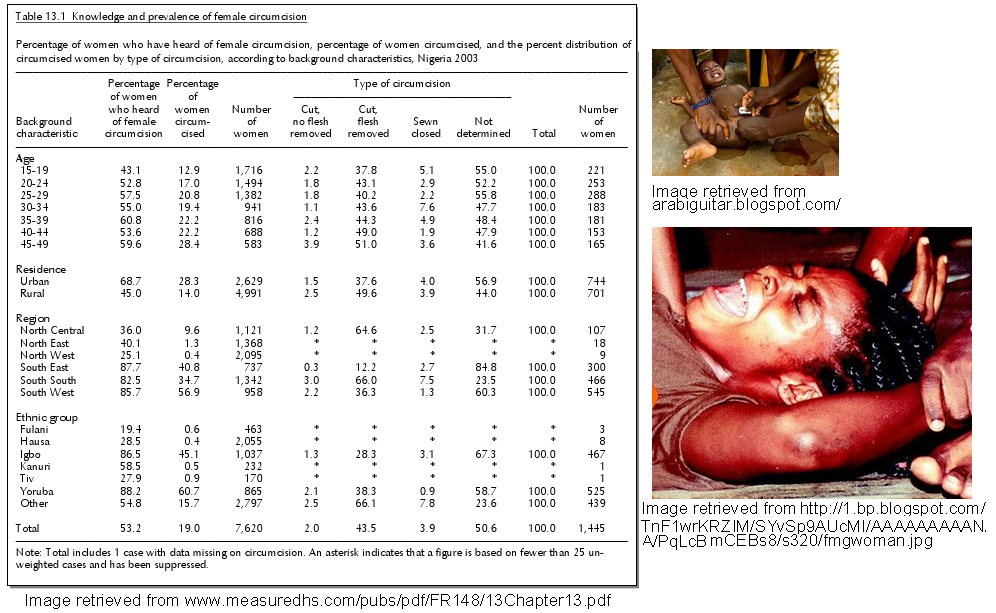 Table 13.1 Knowledge and prevalence of female circumcision
Percentage of women who have heard of female circumcision, percentage of women circumcised, and the percent distribution of
circumcised women by type of circumcision, according to background characteristics, Nigeria 2003
Percentage Percentage Type of circumcision
of women of
who heard women Number Cut, Cut, Number
Background of female circum- of no flesh flesh Sewn Not of
characteristic circumcision cised women removed removed closed determined Total women
Age
15-19 43.1 12.9 1,716 2.2 37.8 5.1 55.0 100.0 221
20-24 52.8 17.0 1,494 1.8 43.1 2.9 52.2 100.0 253
25-29 57.5 20.8 1,382 1.8 40.2 2.2 55.8 100.0 288
30-34 55.0 19.4 941 1.1 43.6 7.6 47.7 100.0 183
35-39 60.8 22.2 816 2.4 44.3 4.9 48.4 100.0 181
40-44 53.6 22.2 688 1.2 49.0 1.9 47.9 100.0 153
45-49 59.6 28.4 583 3.9 51.0 3.6 41.6 100.0 165
Residence
Urban 68.7 28.3 2,629 1.5 37.6 4.0 56.9 100.0 744
Rural 45.0 14.0 4,991 2.5 49.6 3.9 44.0 100.0 701
Region
North Central 36.0 9.6 1,121 1.2 64.6 2.5 31.7 100.0 107
North East 40.1 1.3 1,368 * * * * * 18
North West 25.1 0.4 2,095 * * * * * 9
South East 87.7 40.8 737 0.3 12.2 2.7 84.8 100.0 300
South South 82.5 34.7 1,342 3.0 66.0 7.5 23.5 100.0 466
South West 85.7 56.9 958 2.2 36.3 1.3 60.3 100.0 545
Ethnic group
Fulani 19.4 0.6 463 * * * * * 3
Hausa 28.5 0.4 2,055 * * * * * 8
Igbo 86.5 45.1 1,037 1.3 28.3 3.1 67.3 100.0 467
Kanuri 58.5 0.5 232 * * * * * 1
Tiv 27.9 0.9 170 * * * * * 1
Yoruba 88.2 60.7 865 2.1 38.3 0.9 58.7 100.0 525
Other 54.8 15.7 2,797 2.5 66.1 7.8 23.6 100.0 439
Total 53.2 19.0 7,620 2.0 43.5 3.9 50.6 100.0 1,445
Note: Total includes 1 case with data missing on circumcision. An asterisk indicates that a figure is based on fewer than 25 un-
weighted cases and has been suppressed.
Image retrieved from www.measuredhs.com/pubs/pdf/FR148/13Chapter13.pdf
Image retrieved from
arabiguitar.blogspot.com/
Image retrieved from http://1.bp.blogspot.com/
TnF1wrKRZlM/SYvSp9AUcMI/AAAAAAAAAN.
A/PqLcBmCEBs8/s320/fmgwoman.jpg